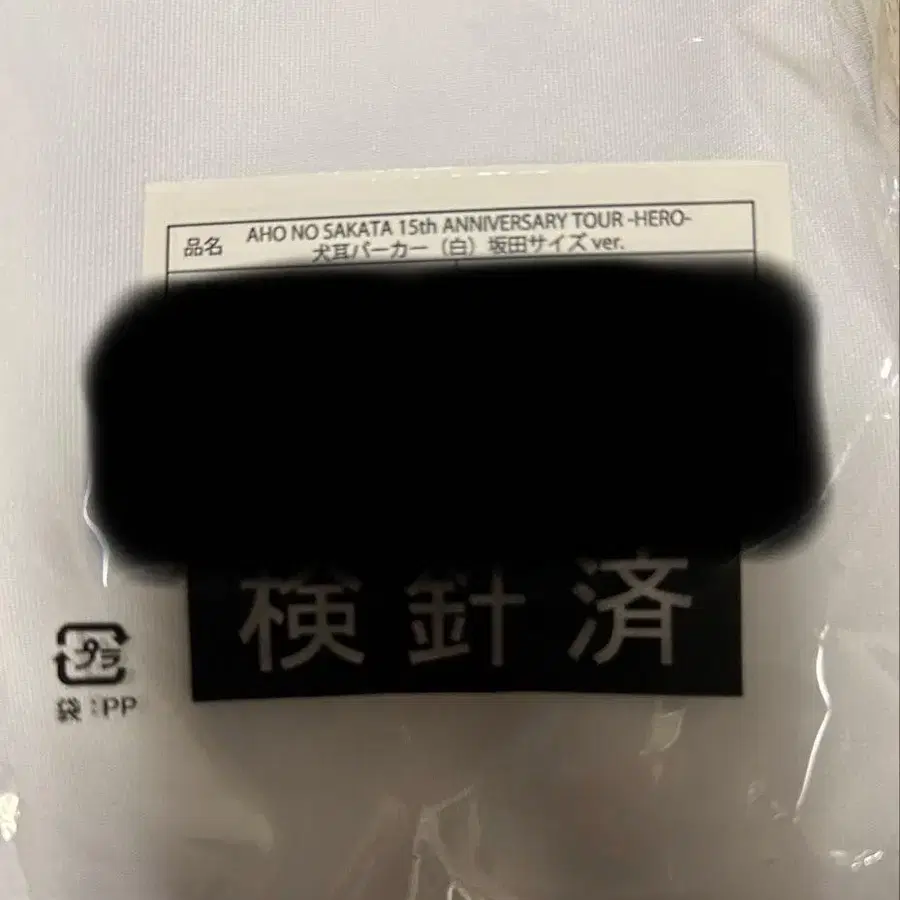 品名
AHO NO SAKATA 15th ANNIVERSARY TOUR -HERO-
犬耳パーカー（白）坂田サイズ ver.
検針済
プラ
袋：PP